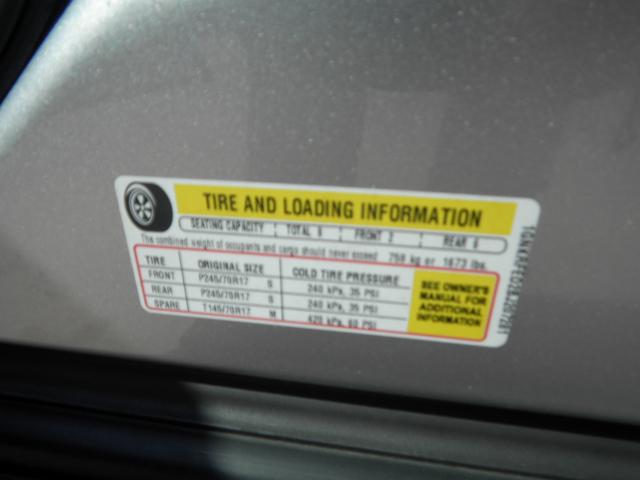 TIRE AND LOADING INFORMATION
SEATING CAPACITY TOTAL 8 FRONT 2 REAR 6
The combined weight of occupants and cargo should never exceed 759 kg or 1673 lbs.
TIRE ORIGINAL SIZE COLD TIRE PRESSURE
FRONT P245/70R17 S 240 kPa, 35 PSI
REAR P245/70R17 S 240 kPa, 35 PSI
SPARE T145/70R17 M 420 kPa, 60 PSI
SEE OWNER'S
MANUAL FOR
ADDITIONAL
INFORMATION